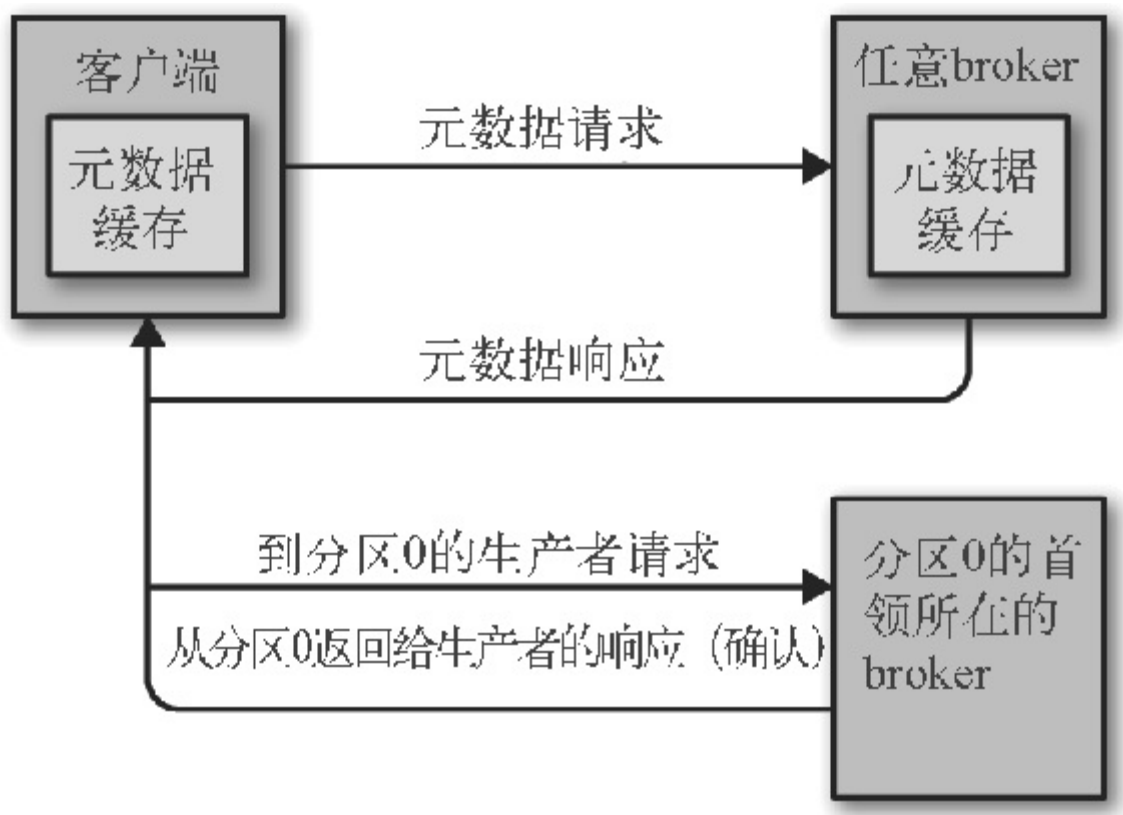 客户端
元数据
缓存
元数据请求
任意broker
元数据
缓存
元数据响应
到分区0的生产者请求
从分区0返回给生产者的响应（确认）
分区0的首
领所在的
broker